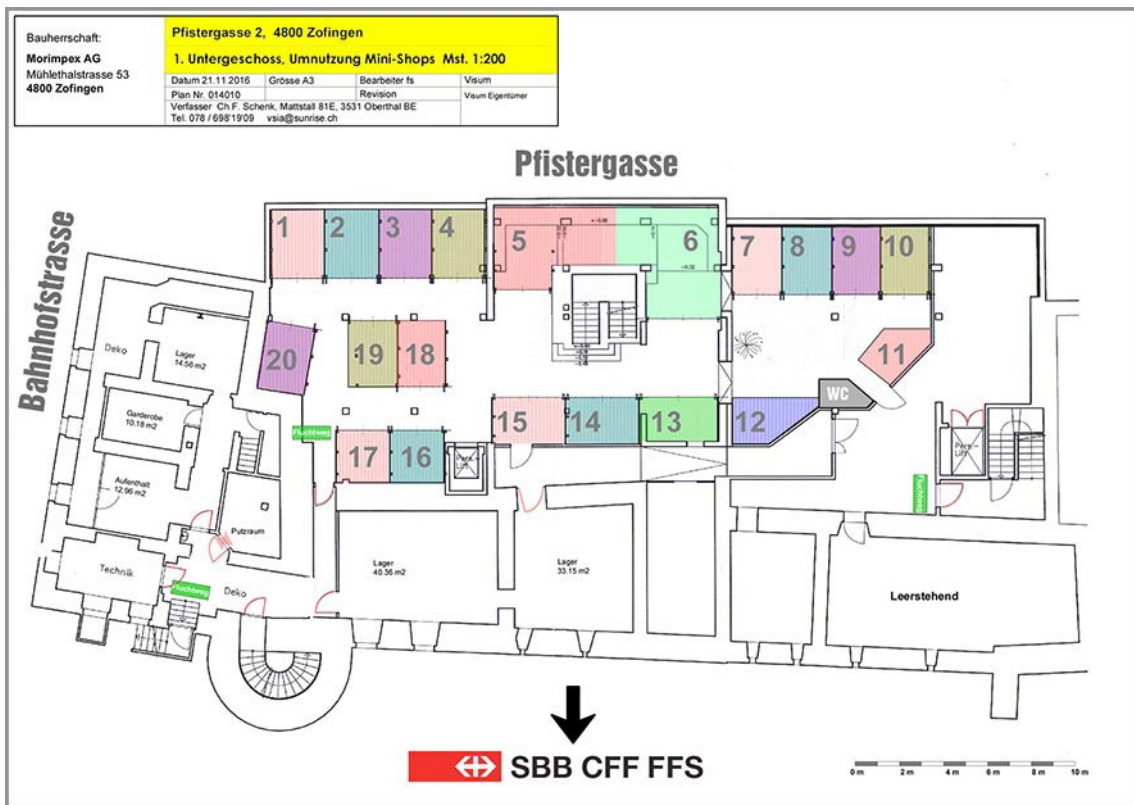 Bauherrschaft:
Morimpex AG
Mühlethalstrasse 53
4800 Zofingen
Pfistergasse 2, 4800 Zofingen
1. Untergeschoss, Umnutzung Mini-Shops Mst. 1:200
Datum 21.11.2016 Grösse A3 Bearbeiter fs Visum
Plan Nr. 014010 Revision Visum Eigentümer
Verfasser Ch.F. Schenk, Mattstall 81E, 3531 Oberthal BE
Tel. 078 / 698'19'09 vsia@sunrise.ch
Pfistergasse
Bahnhofstrasse
1 2 3 4 5 6 7 8 9 10
Deko
Lager
14.56 m2
20 19 18 11
WC
Garderobe
10.18 m2
15 14 13 12
Fluchtweg
17 16
Pers.-
Lift
Pers.-
Lift
Aufenthalt
12.96 m2
Fluchtweg
Putzraum
Technik
Fluchtweg
Deko
Lager
40.36 m2
Lager
33.15 m2
Leerstehend
SBB CFF FFS
0 m 2 m 4 m 6 m 8 m 10 m